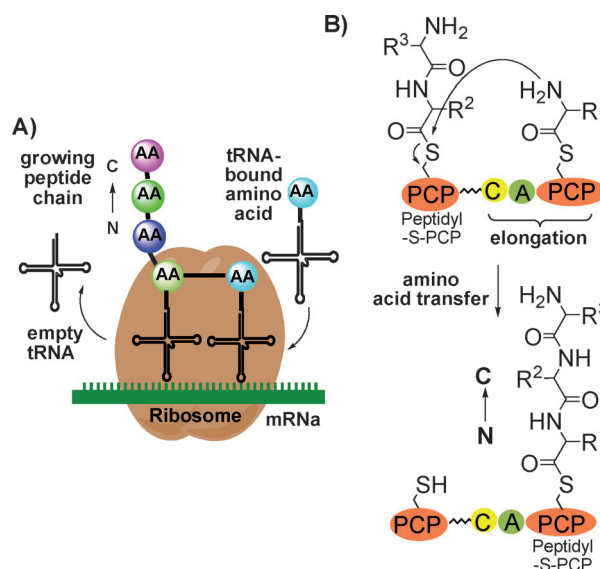 A)
growing
peptide
chain
C
N
AA
AA
AA
AA
AA
tRNA-
bound
amino
acid
AA
empty
tRNA
Ribosome
mRNa
B)
NH2
R3
O
HN
R2
O
S
H2N
R
O
S
PCP
C
A
PCP
Peptidyl
-S-PCP
elongation
amino
acid transfer
H2N
O
NH
R2
O
C
N
HN
R
O
S
SH
PCP
C
A
PCP
Peptidyl
-S-PCP